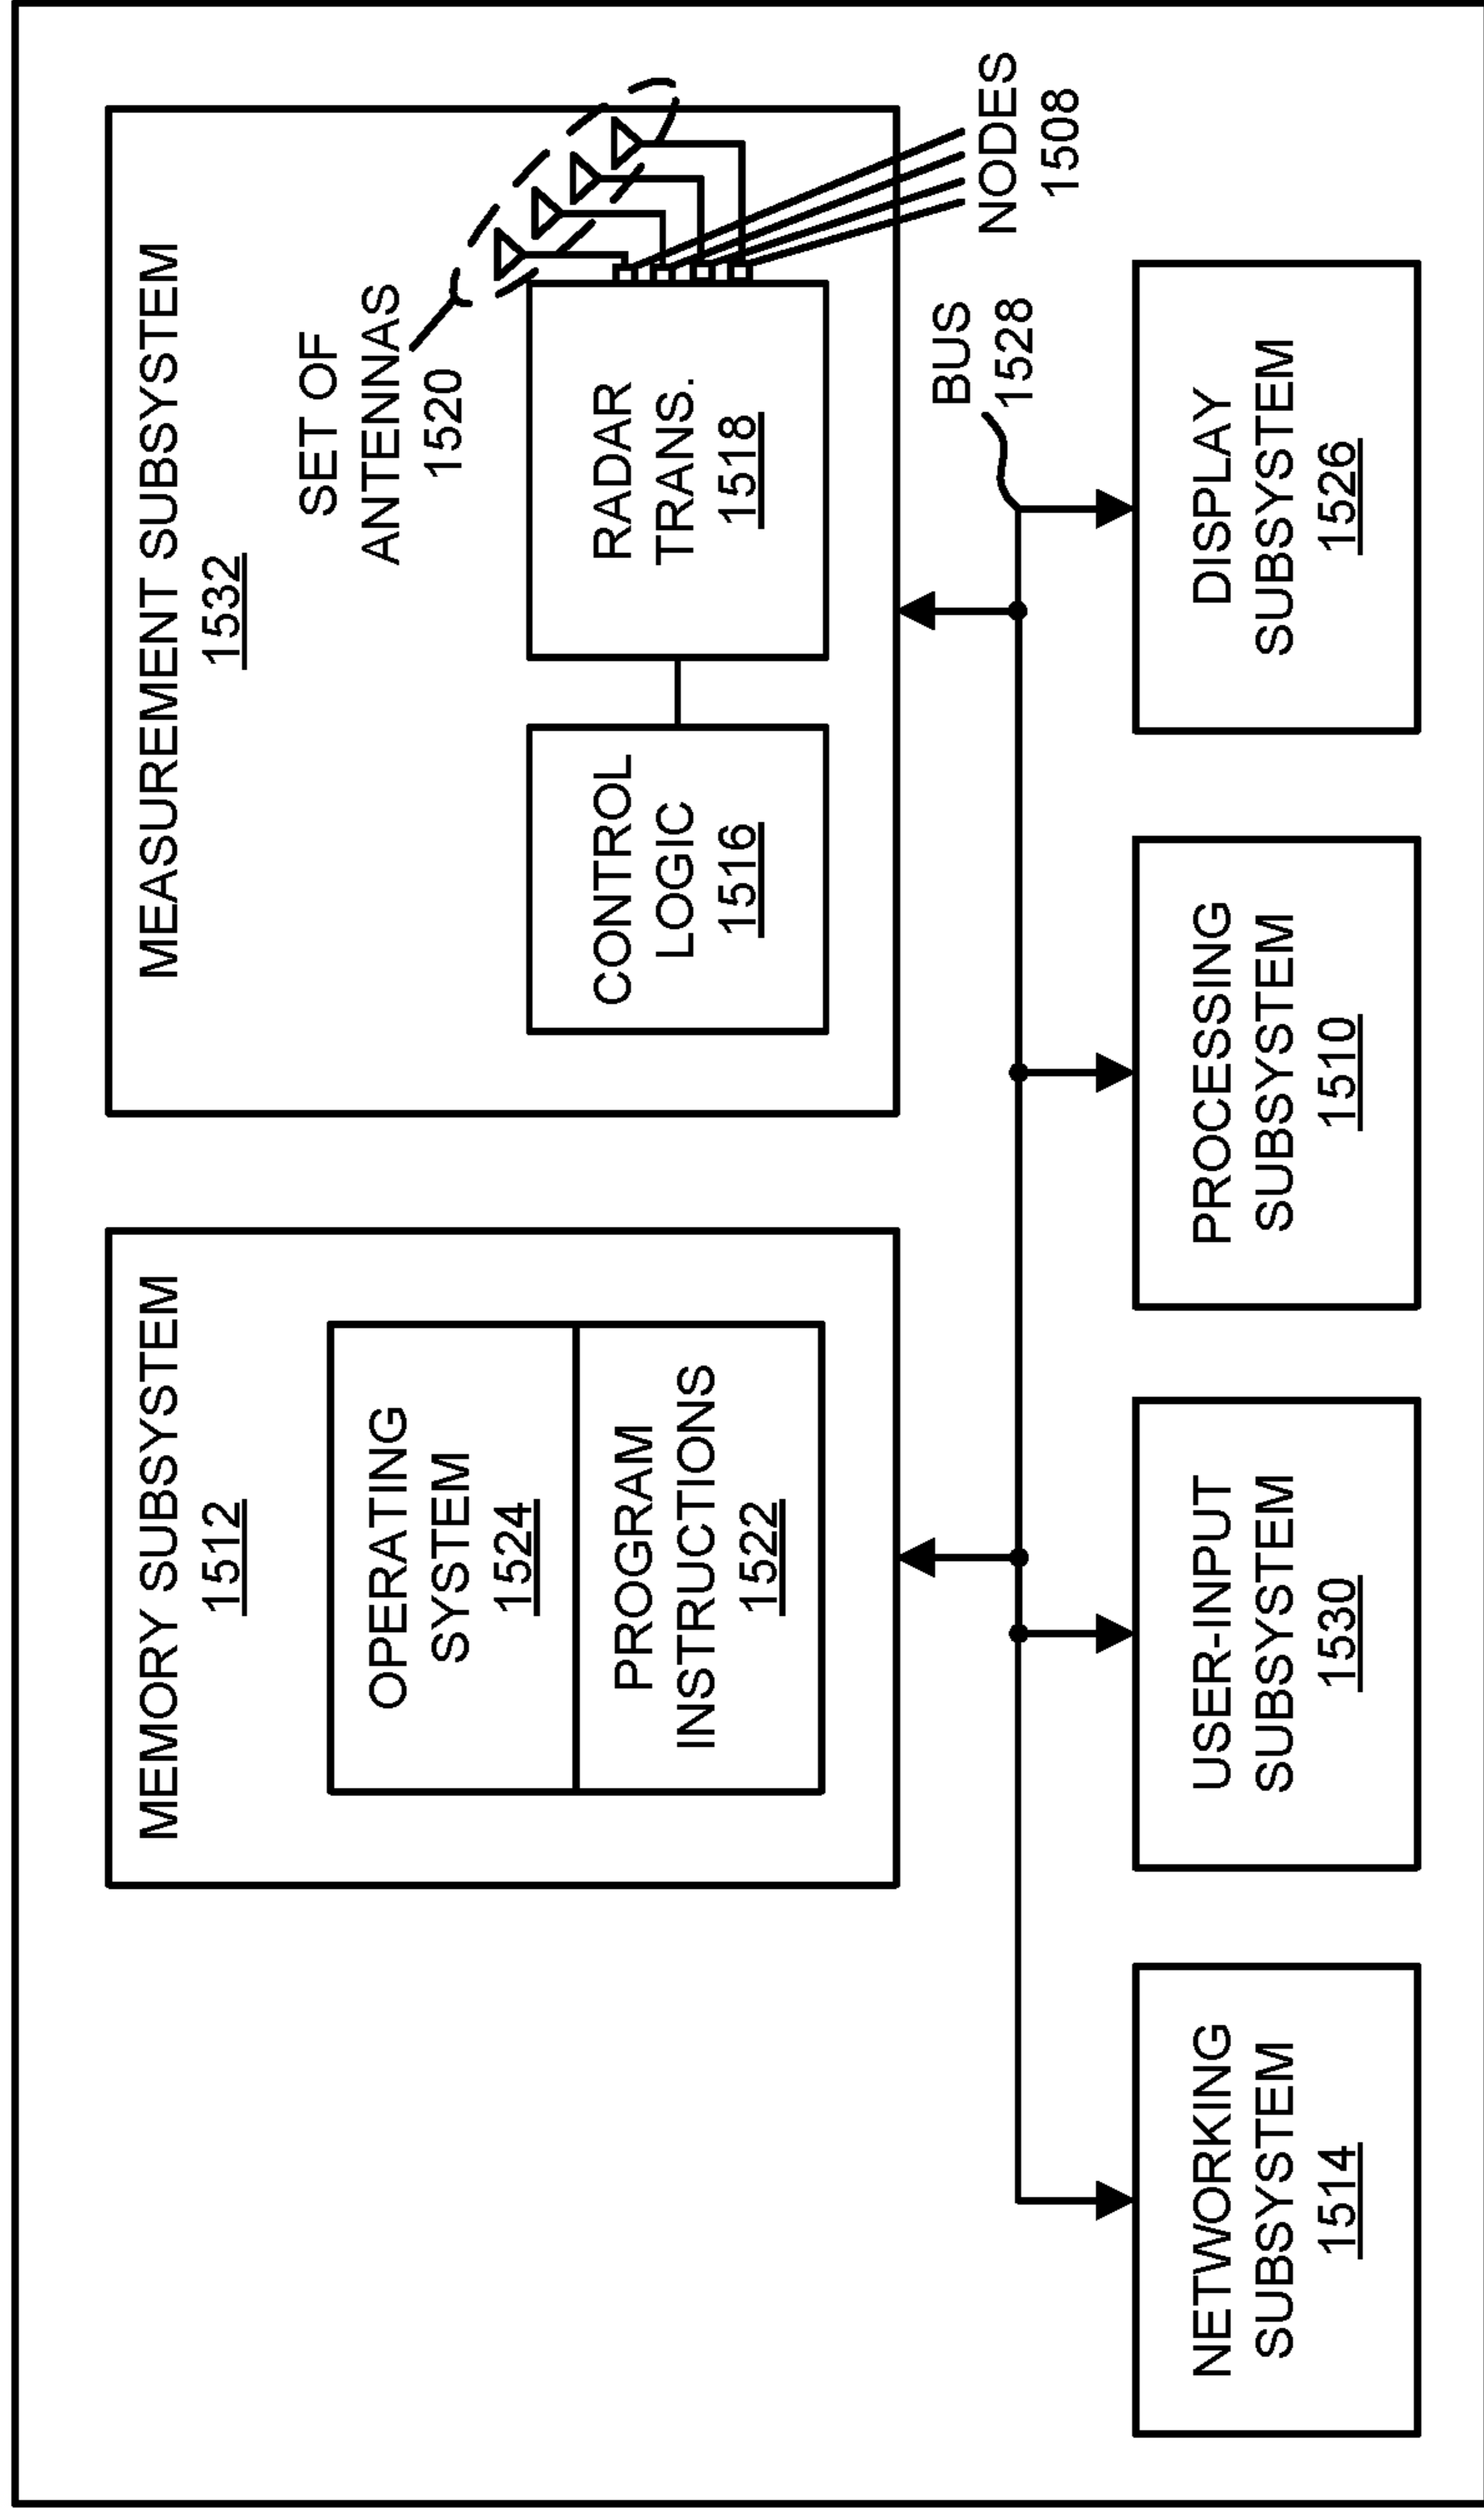 MEMORY SUBSYSTEM
1512
OPERATING
SYSTEM
1524
PROGRAM
INSTRUCTIONS
1522
MEASUREMENT SUBSYSTEM
1532
SET OF
ANTENNAS
1520
CONTROL
LOGIC
1516
RADAR
TRANS.
1518
NODES
1508
BUS
1528
NETWORKING
SUBSYSTEM
1514
USER-INPUT
SUBSYSTEM
1530
PROCESSING
SUBSYSTEM
1510
DISPLAY
SUBSYSTEM
1526